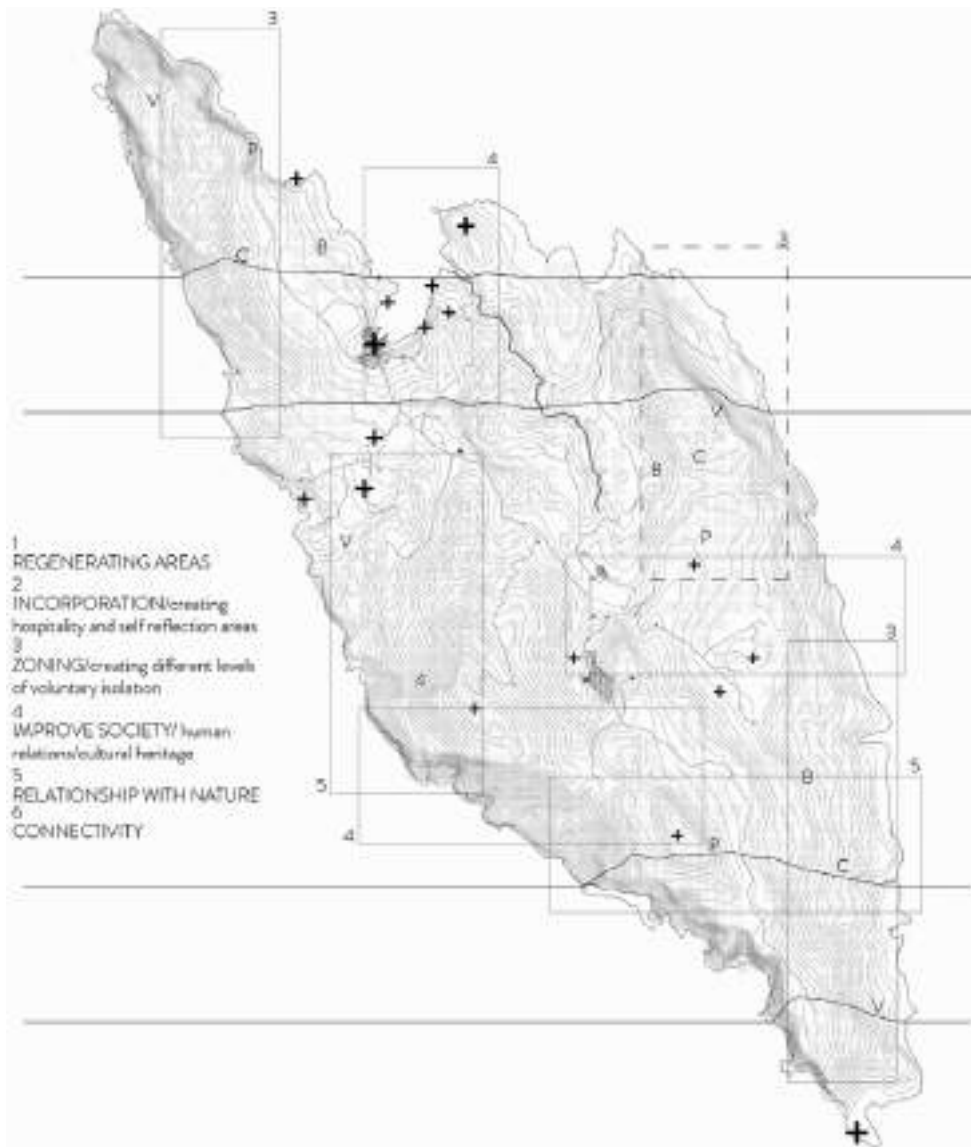 3
V
P
4
B
C
V
B
C
P
4
V
3
4
5
B
5
4
P
C
V
1
REGENERATING AREAS
2
INCORPORATION/creating
hospitality and self reflection areas
3
ZONING/creating different levels
of voluntary isolation
4
IMPROVE SOCIETY/ human
relations/cultural heritage
5
RELATIONSHIP WITH NATURE
6
CONNECTIVITY